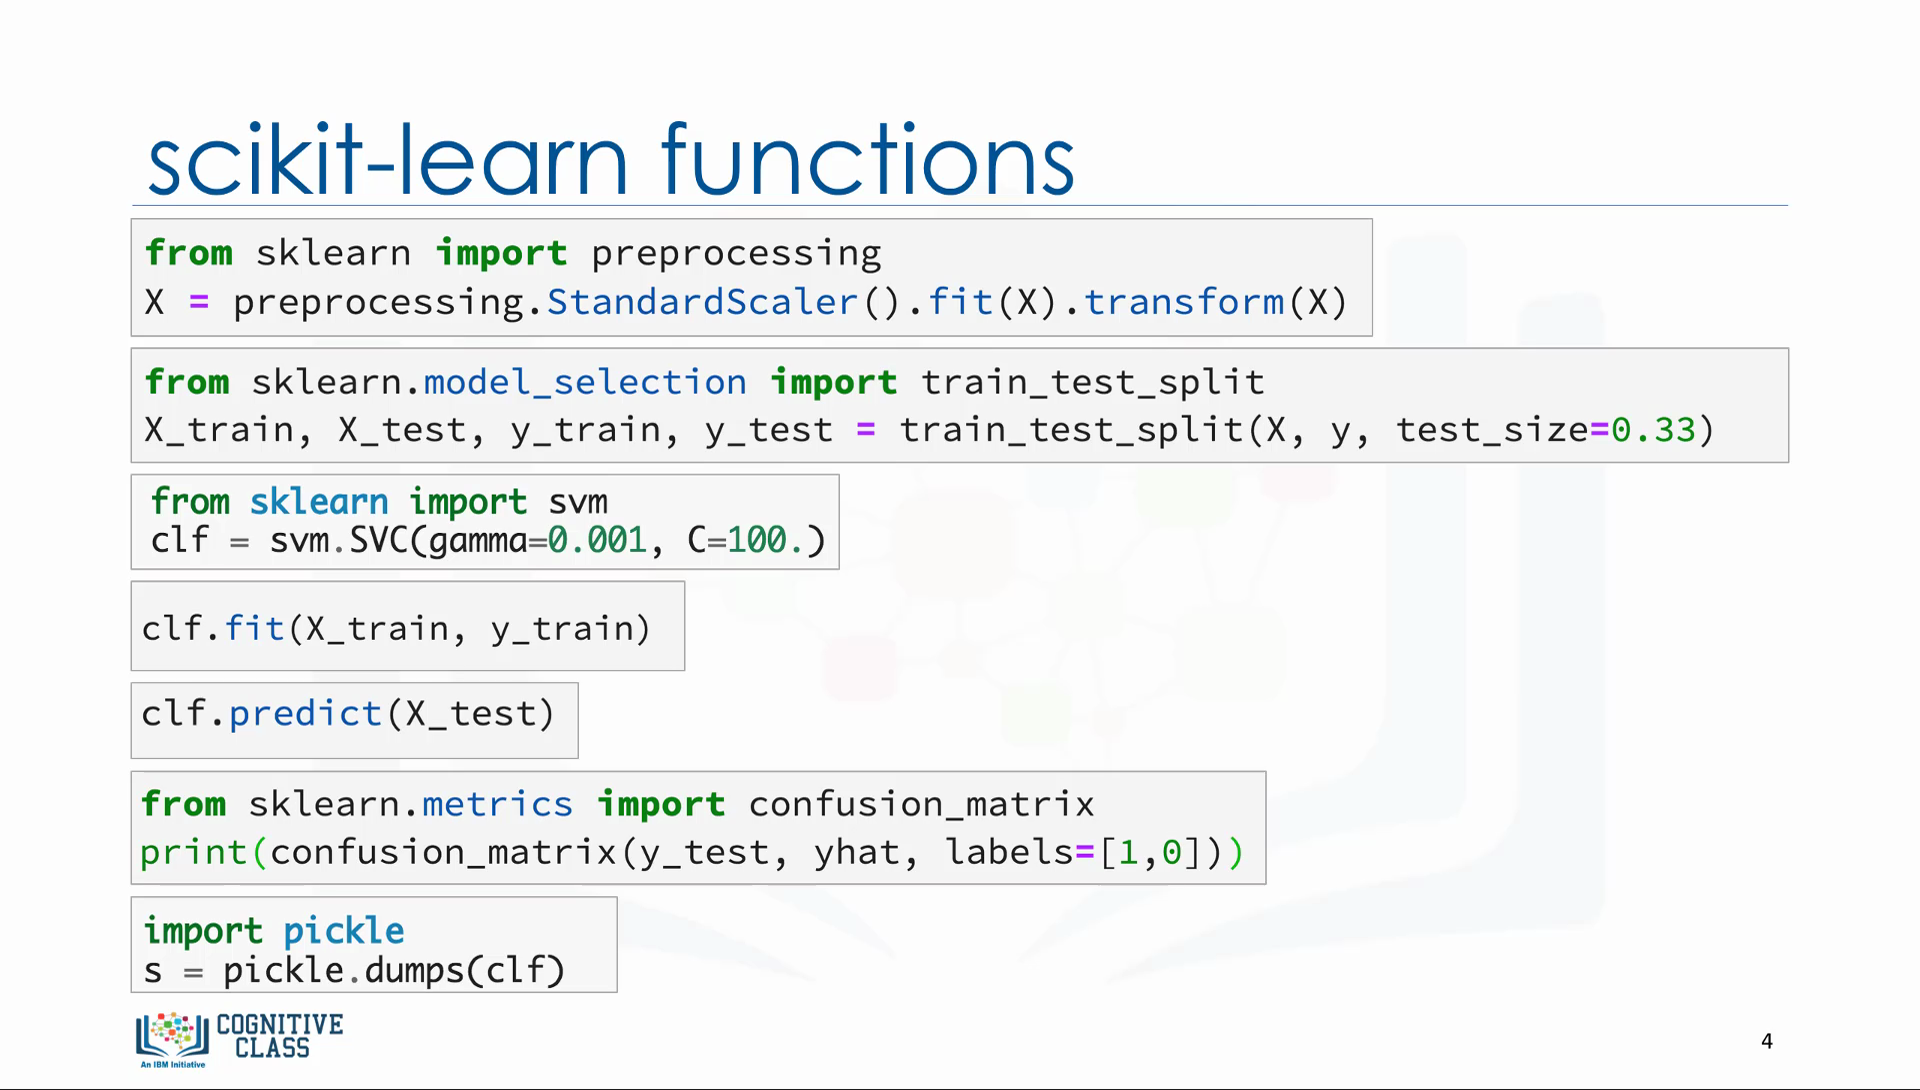 scikit-learn functions
from sklearn import preprocessing
X = preprocessing.StandardScaler().fit(X).transform(X)
from sklearn.model_selection import train_test_split
X_train, X_test, y_train, y_test = train_test_split(X, y, test_size=0.33)
from sklearn import svm
clf = svm.SVC(gamma=0.001, C=100.)
clf.fit(X_train, y_train)
clf.predict(X_test)
from sklearn.metrics import confusion_matrix
print(confusion_matrix(y_test, yhat, labels=[1,0]))
import pickle
s = pickle.dumps(clf)
COGNITIVE
CLASS
An IBM Initiative
4